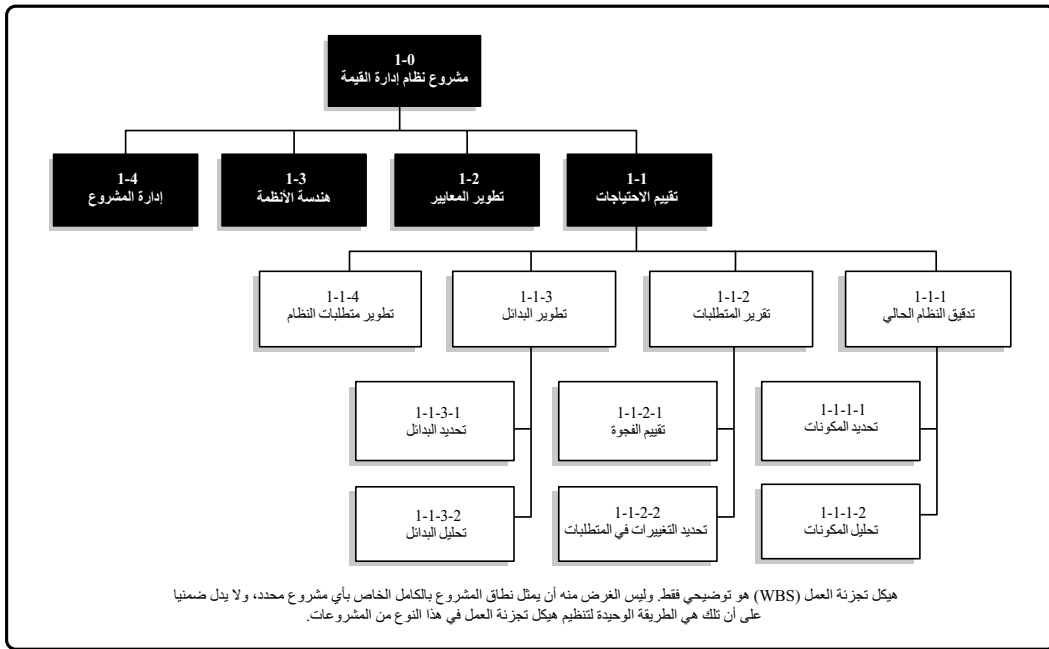 1-0
مشروع نظام إدارة القيمة
1-1
تقييم الاحتياجات
1-2
تطوير المعايير
1-3
هندسة الأنظمة
1-4
إدارة المشروع
1-1-1
تدقيق النظام الحالي
1-1-2
تقرير المتطلبات
1-1-3
تطوير البدائل
1-1-4
تطوير متطلبات النظام
1-1-1-1
تحديد المكونات
1-1-2-1
تقييم الفجوة
1-1-3-1
تحديد البدائل
1-1-1-2
تحليل المكونات
1-1-2-2
تحديد التغييرات في المتطلبات
1-1-3-2
تحليل البدائل
هيكل تجزئة العمل (WBS) هو توضيحي فقط. وليس الغرض منه أن يمثل نطاق المشروع بالكامل الخاص بأي مشروع محدد، ولا يدل ضمنيا
على أن تلك هي الطريقة الوحيدة لتنظيم هيكل تجزئة العمل في هذا النوع من المشروعات.